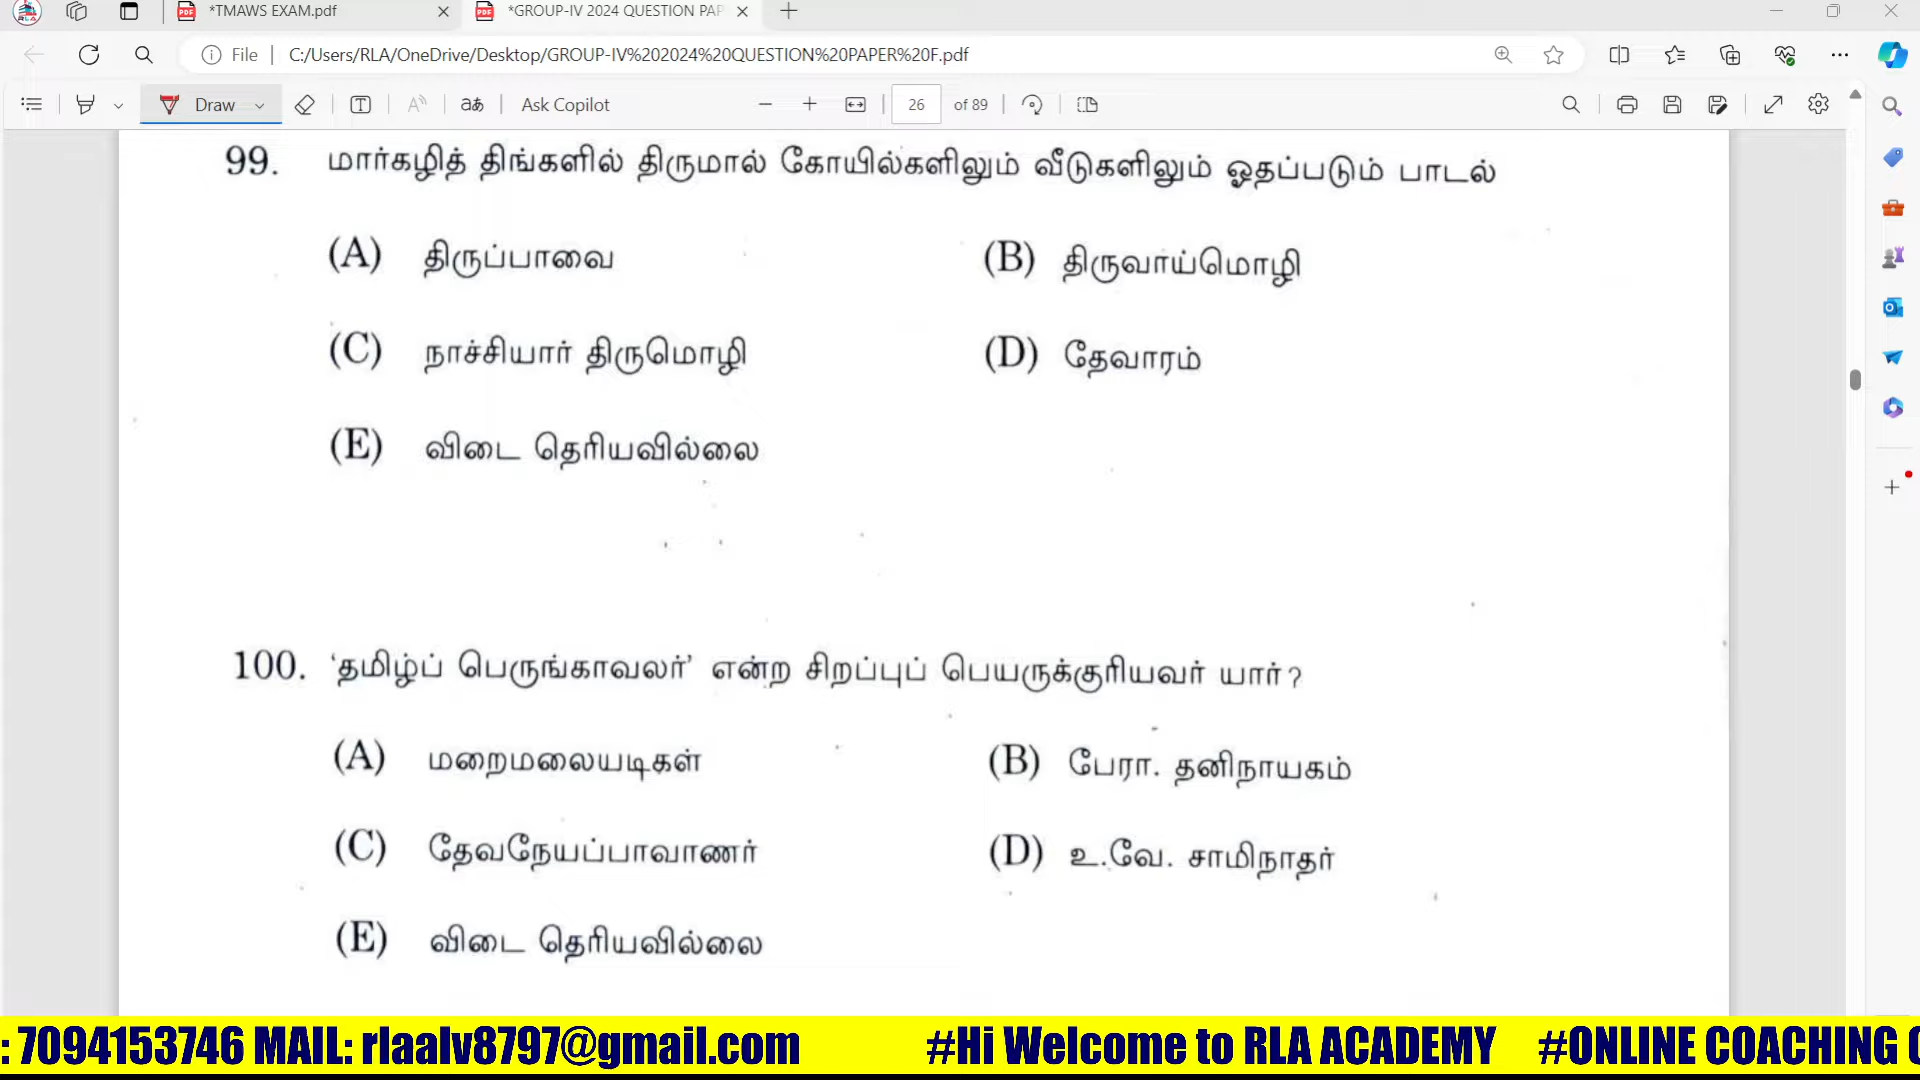 *TMAWS EXAM.pdf
*GROUP-IV 2024 QUESTION PAP
File
C:/Users/RLA/OneDrive/Desktop/GROUP-IV%202024%20QUESTION%20PAPER%20F.pdf
Draw
Ask Copilot
26 of 89
99. மார்கழித் திங்களில் திருமால் கோயில்களிலும் வீடுகளிலும் ஓதப்படும் பாடல்
(A) திருப்பாவை
(B) திருவாய்மொழி
(C) நாச்சியார் திருமொழி
(D) தேவாரம்
(E) விடை தெரியவில்லை
100. 'தமிழ்ப் பெருங்காவலர்' என்ற சிறப்புப் பெயருக்குரியவர் யார்?
(A) மறைமலையடிகள்
(B) பேரா. தனிநாயகம்
(C) தேவநேயப்பாவாணர்
(D) உ.வே. சாமிநாதர்
(E) விடை தெரியவில்லை
: 7094153746 MAIL: rlaalv8797@gmail.com #Hi Welcome to RLA ACADEMY #ONLINE COACHING